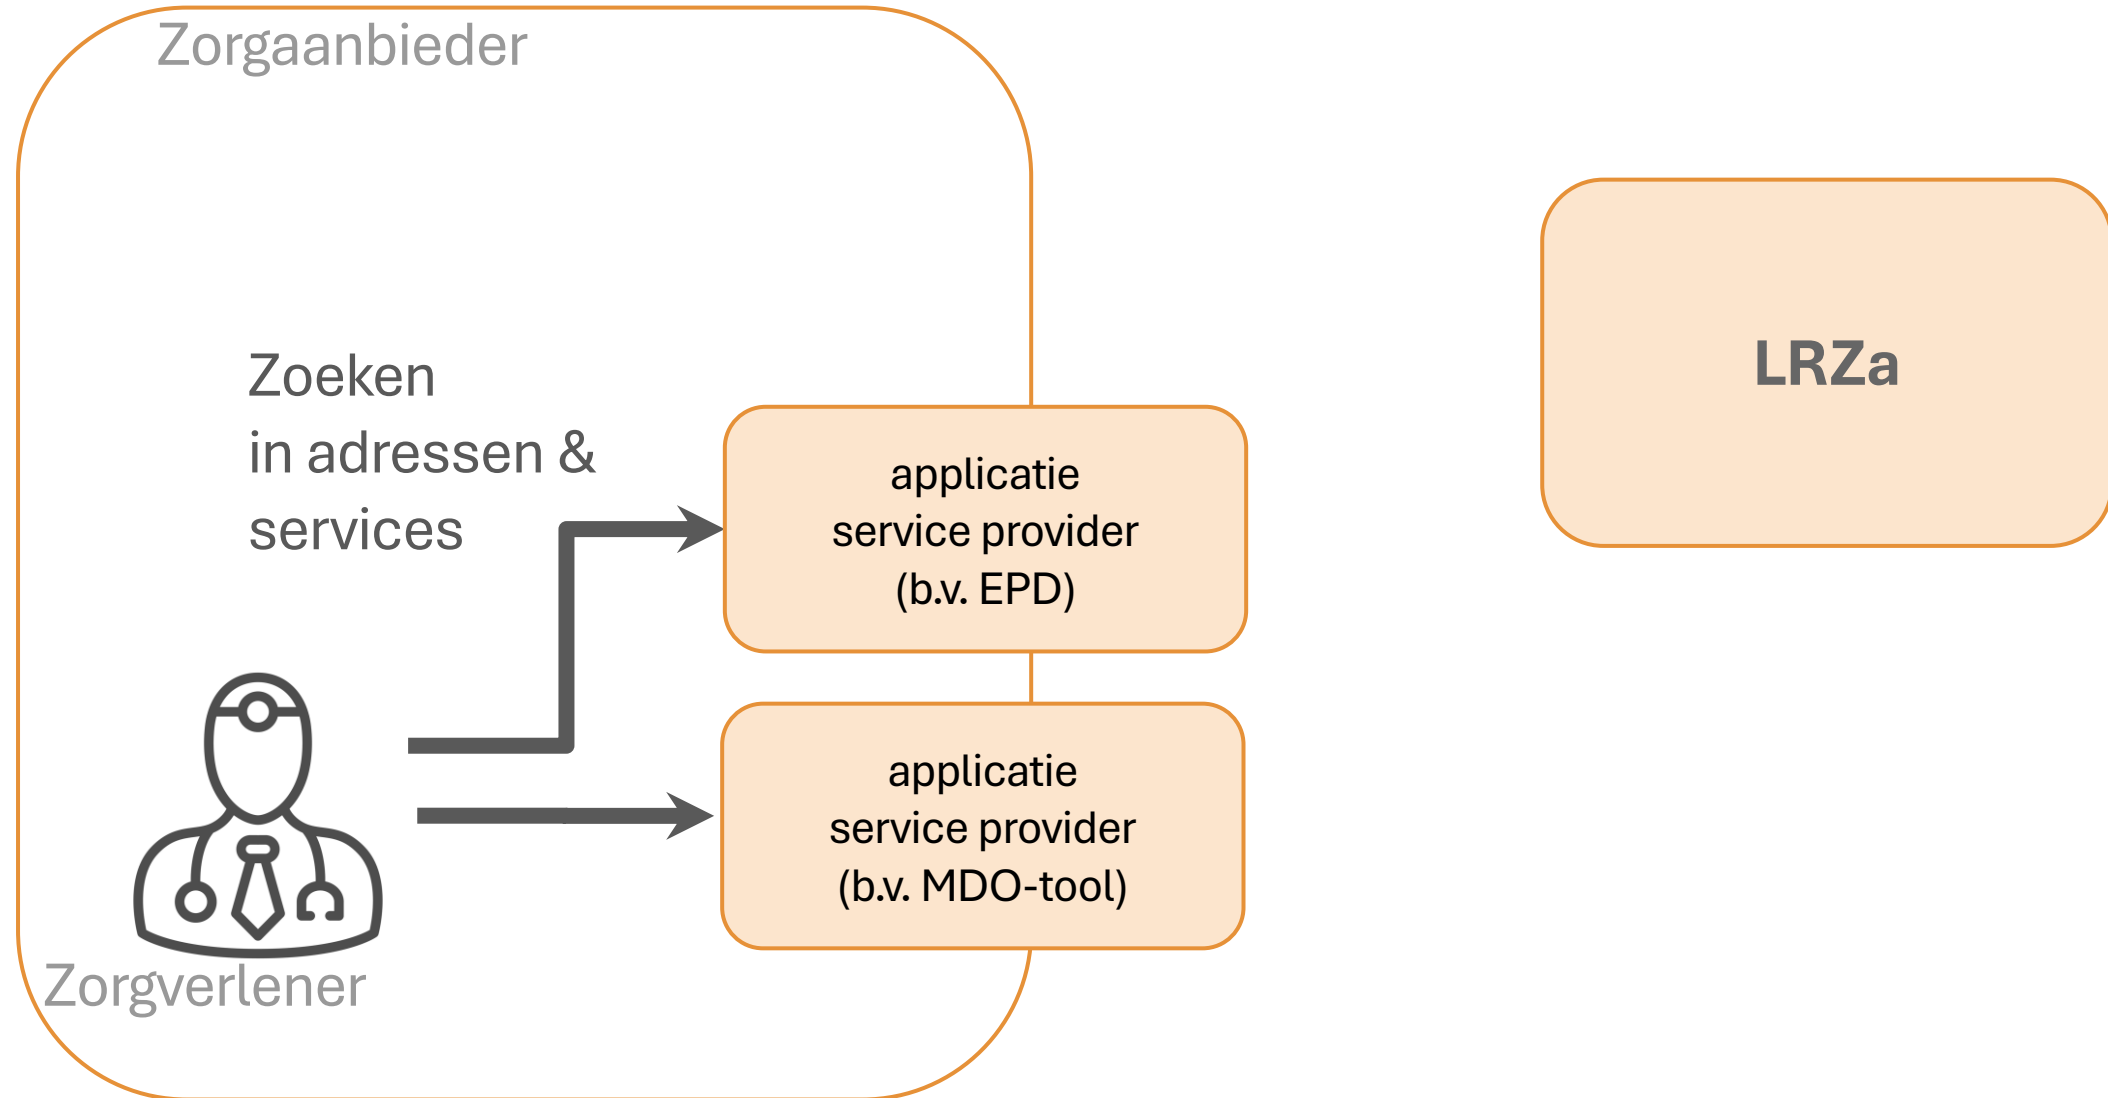 Zorgaanbieder
Zoeken
in adressen &
services
applicatie
service provider
(b.v. EPD)
LRZa
applicatie
service provider
(b.v. MDO-tool)
Zorgverlener